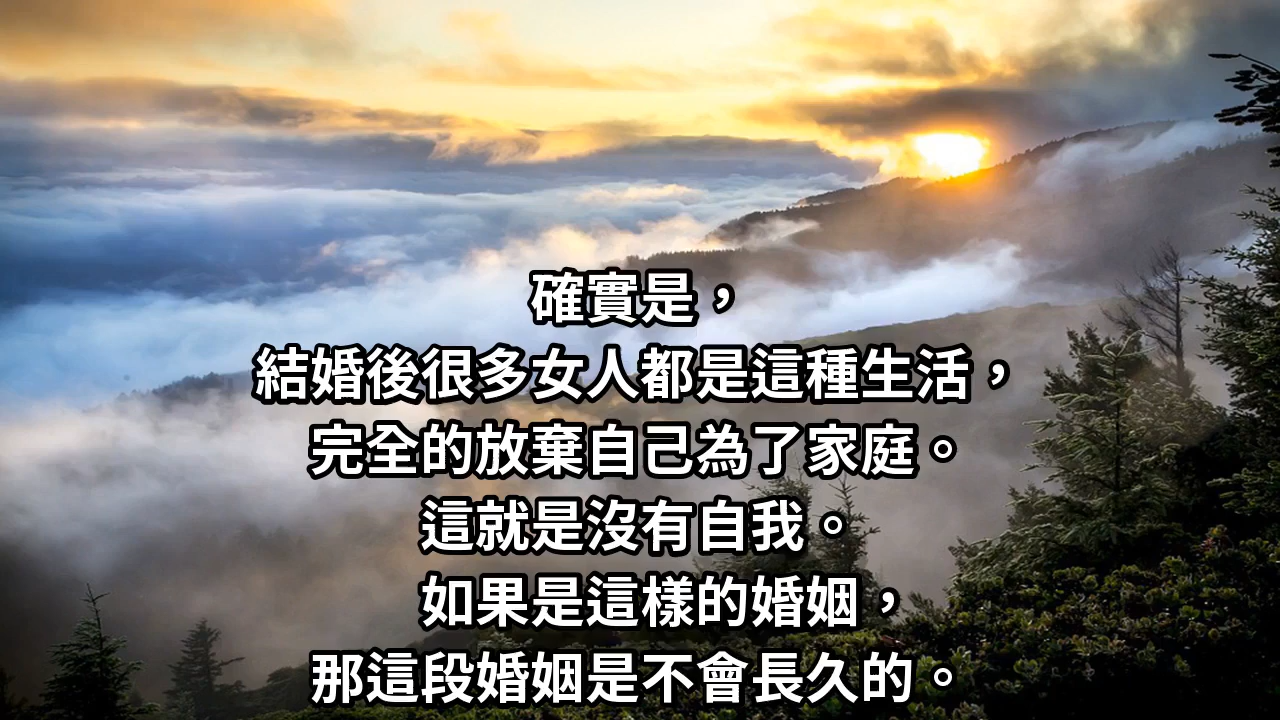 確實是，
結婚後很多女人都是這種生活，
完全的放棄自己為了家庭。
這就是沒有自我。
如果是這樣的婚姻，
那這段婚姻是不會長久的。